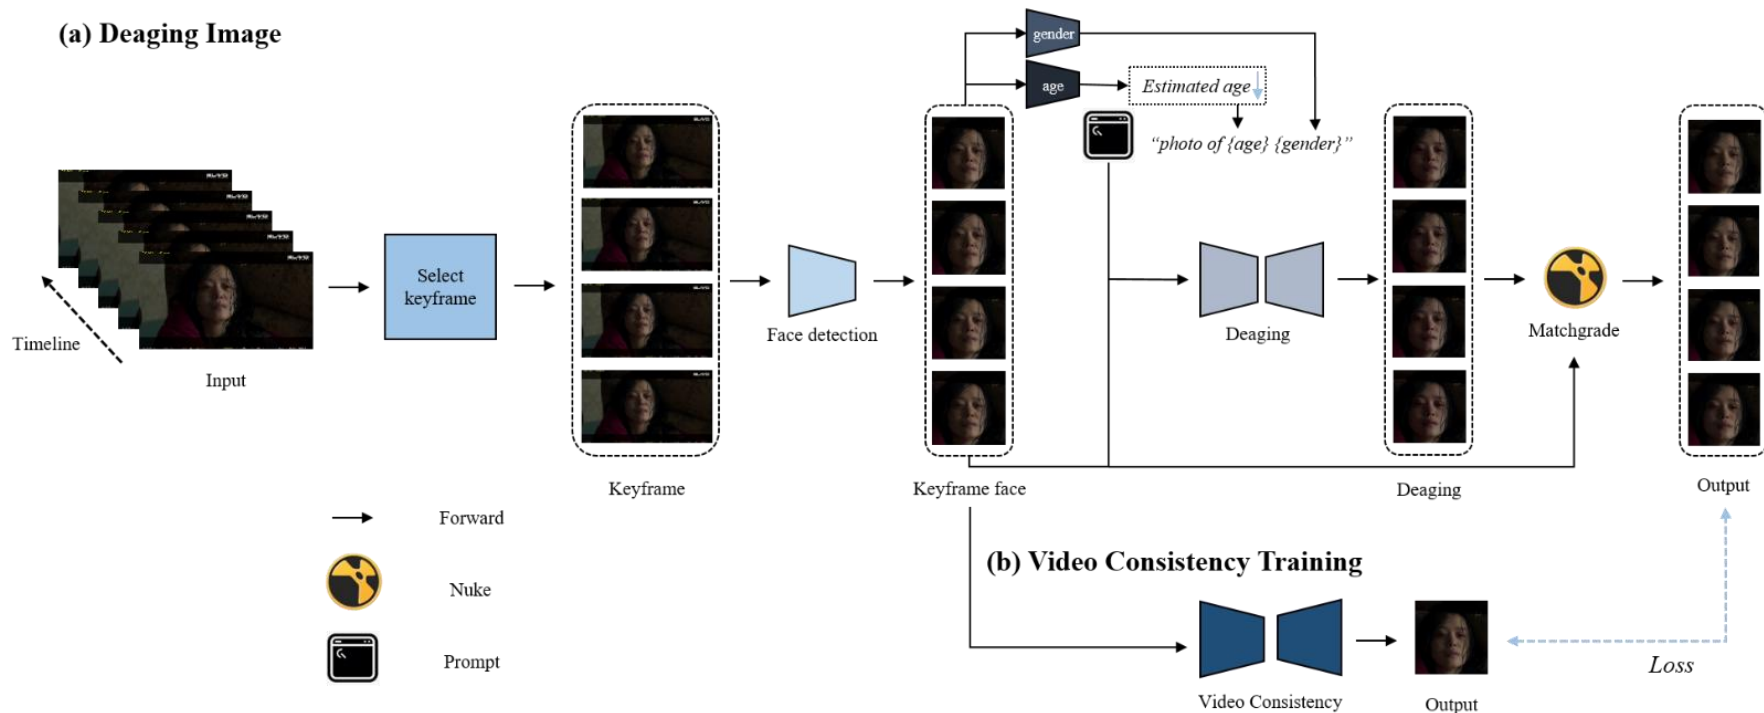 (a) Deaging Image
gender
age
Estimated age
“photo of {age} {gender}”
Select
keyframe
Face detection
Deaging
Matchgrade
Timeline
Input
Keyframe
Keyframe face
Deaging
Output
Forward
Nuke
Prompt
(b) Video Consistency Training
Loss
Video Consistency
Output